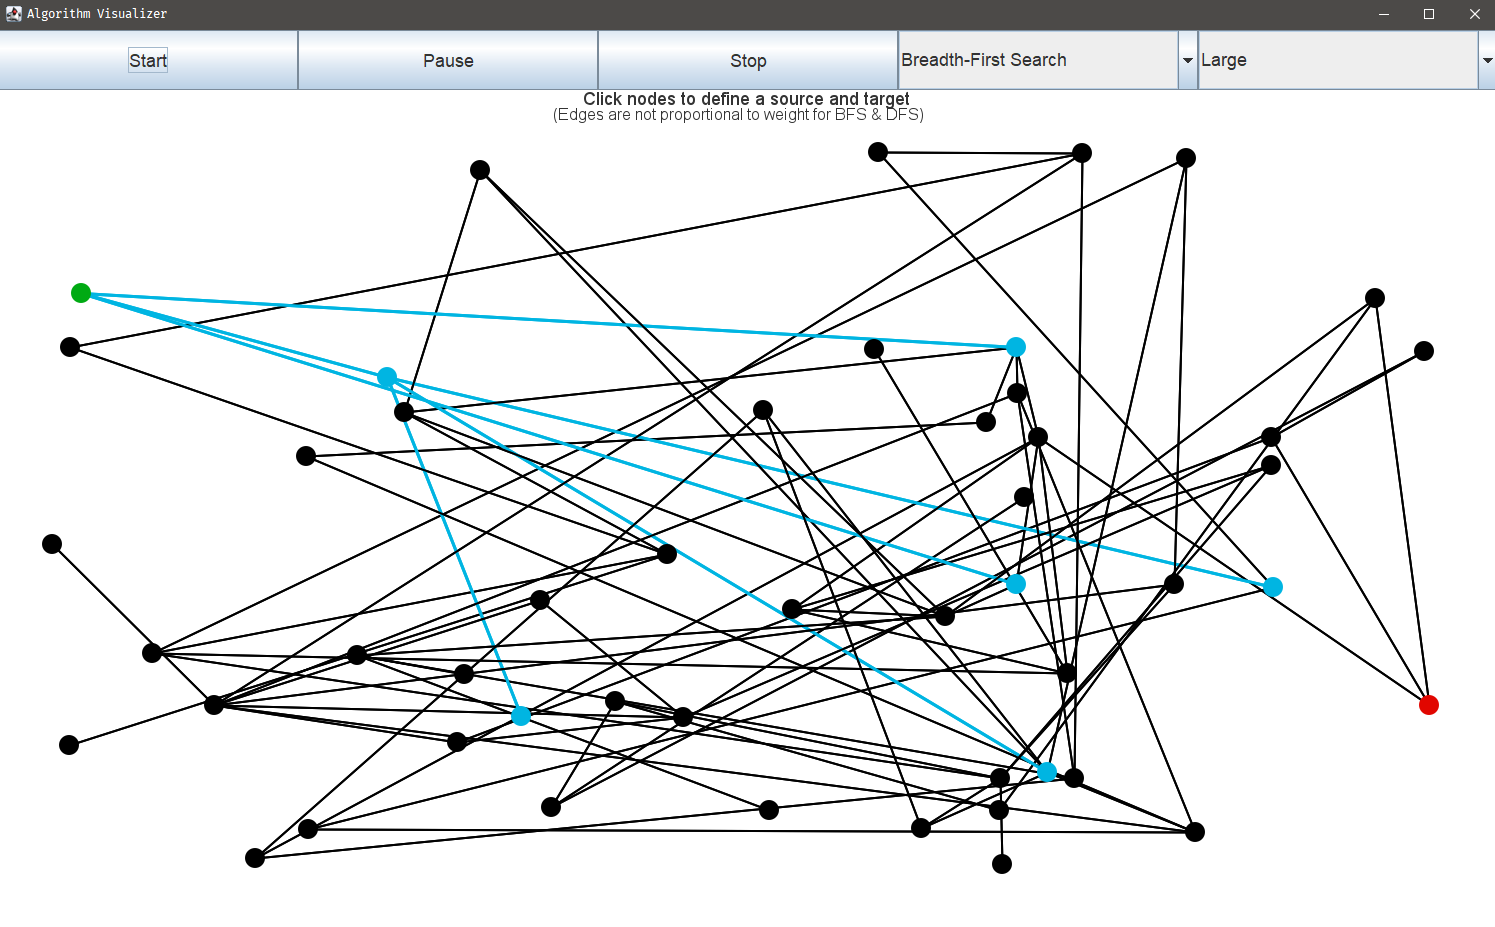 Algorithm Visualizer
Start
Pause
Stop
Breadth-First Search
Large
Click nodes to define a source and target
(Edges are not proportional to weight for BFS & DFS)